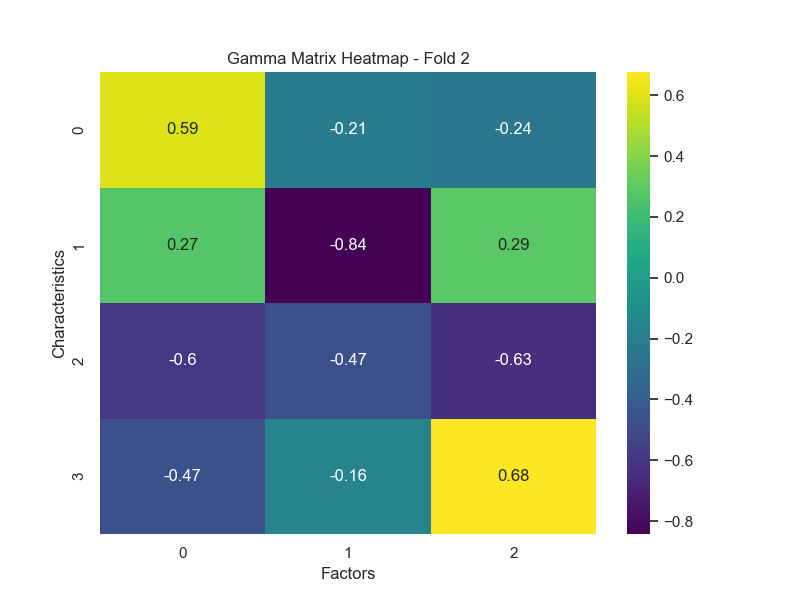 Gamma Matrix Heatmap - Fold 2
Characteristics
0
0.59 -0.21 -0.24
1
0.27 -0.84 0.29
2
-0.6 -0.47 -0.63
3
-0.47 -0.16 0.68
0 1 2
Factors
0.6
0.4
0.2
0.0
−0.2
−0.4
−0.6
−0.8